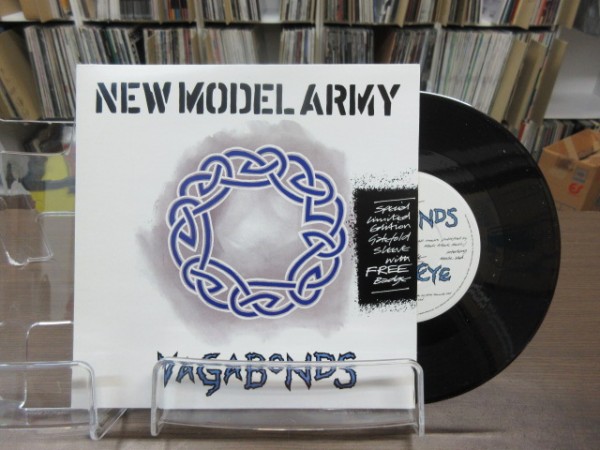 NEW MODEL ARMY
Special
Limited
Edition
Gatefold
Sleeve
with
FREE
Badge
VAGABONDS
ONDS
EYE